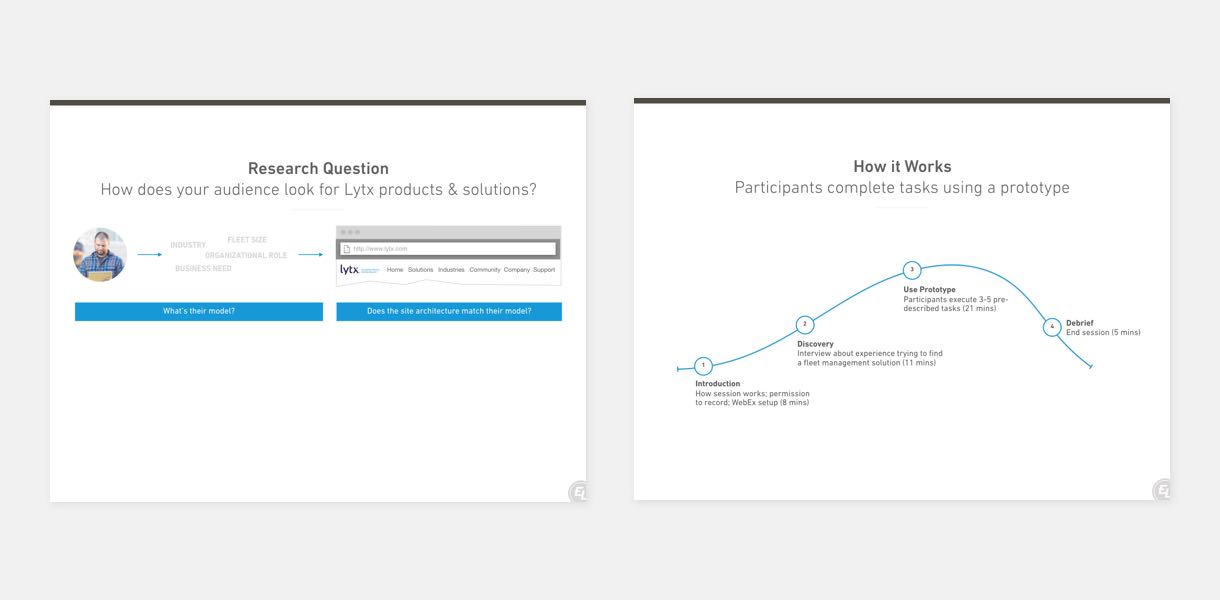 Research Question
How does your audience look for Lytx products & solutions?
FLEET SIZE
INDUSTRY
ORGANIZATIONAL ROLE
BUSINESS NEED
http://www.lytx.com
lytx. Home Solutions Industries Community Company Support
What's their model?
Does the site architecture match their model?
How it Works
Participants complete tasks using a prototype
3
Use Prototype
Participants execute 3-5 pre-
described tasks (21 mins)
4
Debrief
End session (5 mins)
2
Discovery
Interview about experience trying to find
a fleet management solution (11 mins)
1
Introduction
How session works; permission
to record; WebEx setup (8 mins)